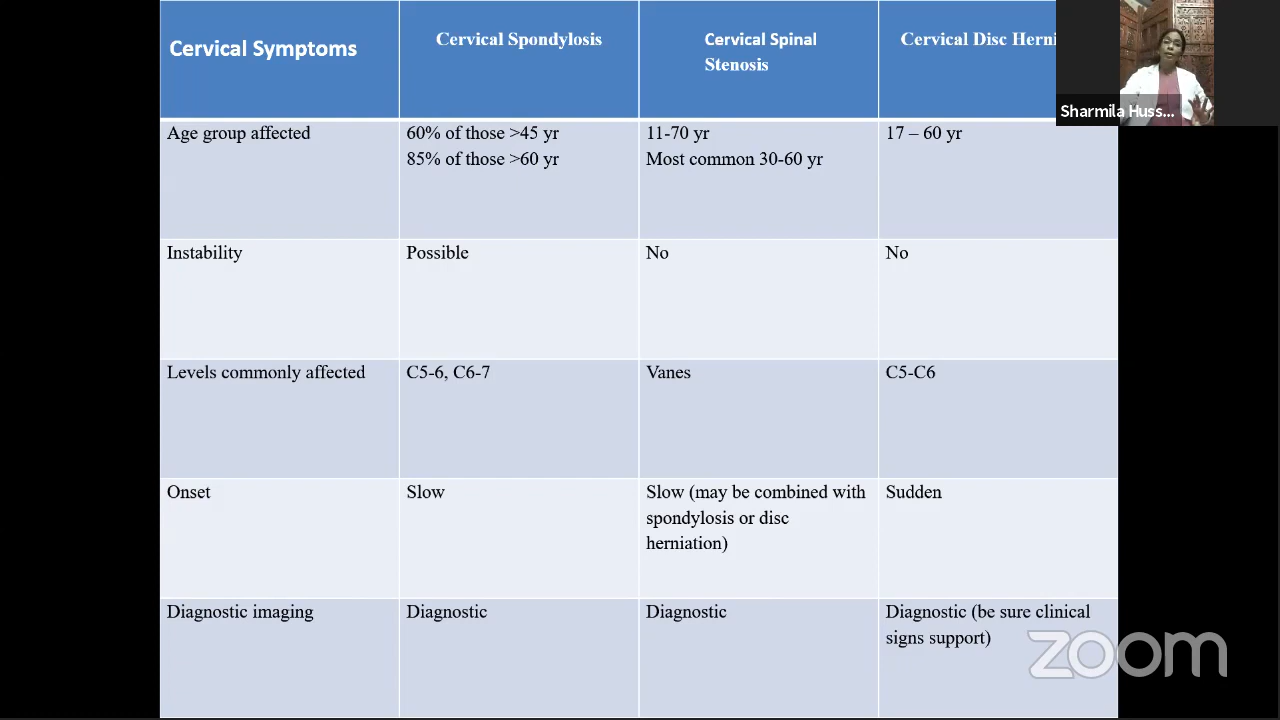 Cervical Symptoms
Cervical Spondylosis
Cervical Spinal
Stenosis
Cervical Disc Herni
Sharmila Huss...
Age group affected
60% of those >45 yr
85% of those >60 yr
11-70 yr
Most common 30-60 yr
17 – 60 yr
Instability
Possible
No
No
Levels commonly affected
C5-6, C6-7
Vanes
C5-C6
Onset
Slow
Slow (may be combined with
spondylosis or disc
herniation)
Sudden
Diagnostic imaging
Diagnostic
Diagnostic
Diagnostic (be sure clinical
signs support)
zoom